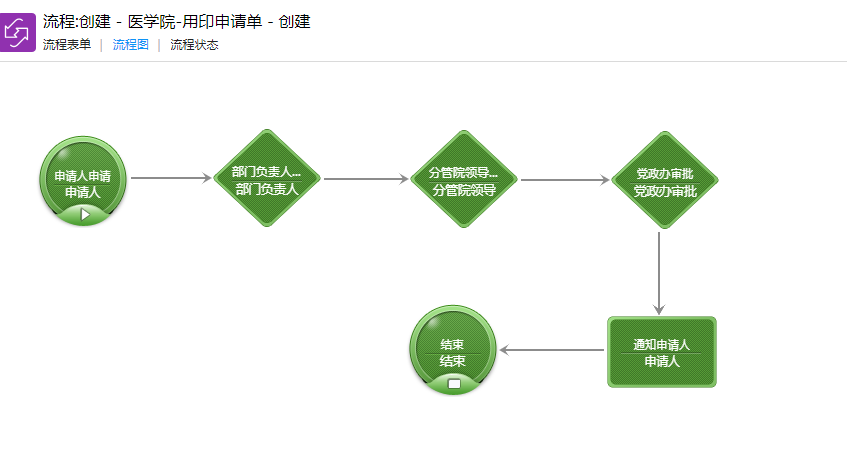 流程:创建 - 医学院-用印申请单 - 创建
流程表单 | 流程图 | 流程状态
申请人申请
申请人
部门负责人...
部门负责人
分管院领导...
分管院领导
党政办审批
党政办审批
结束
结束
通知申请人
申请人